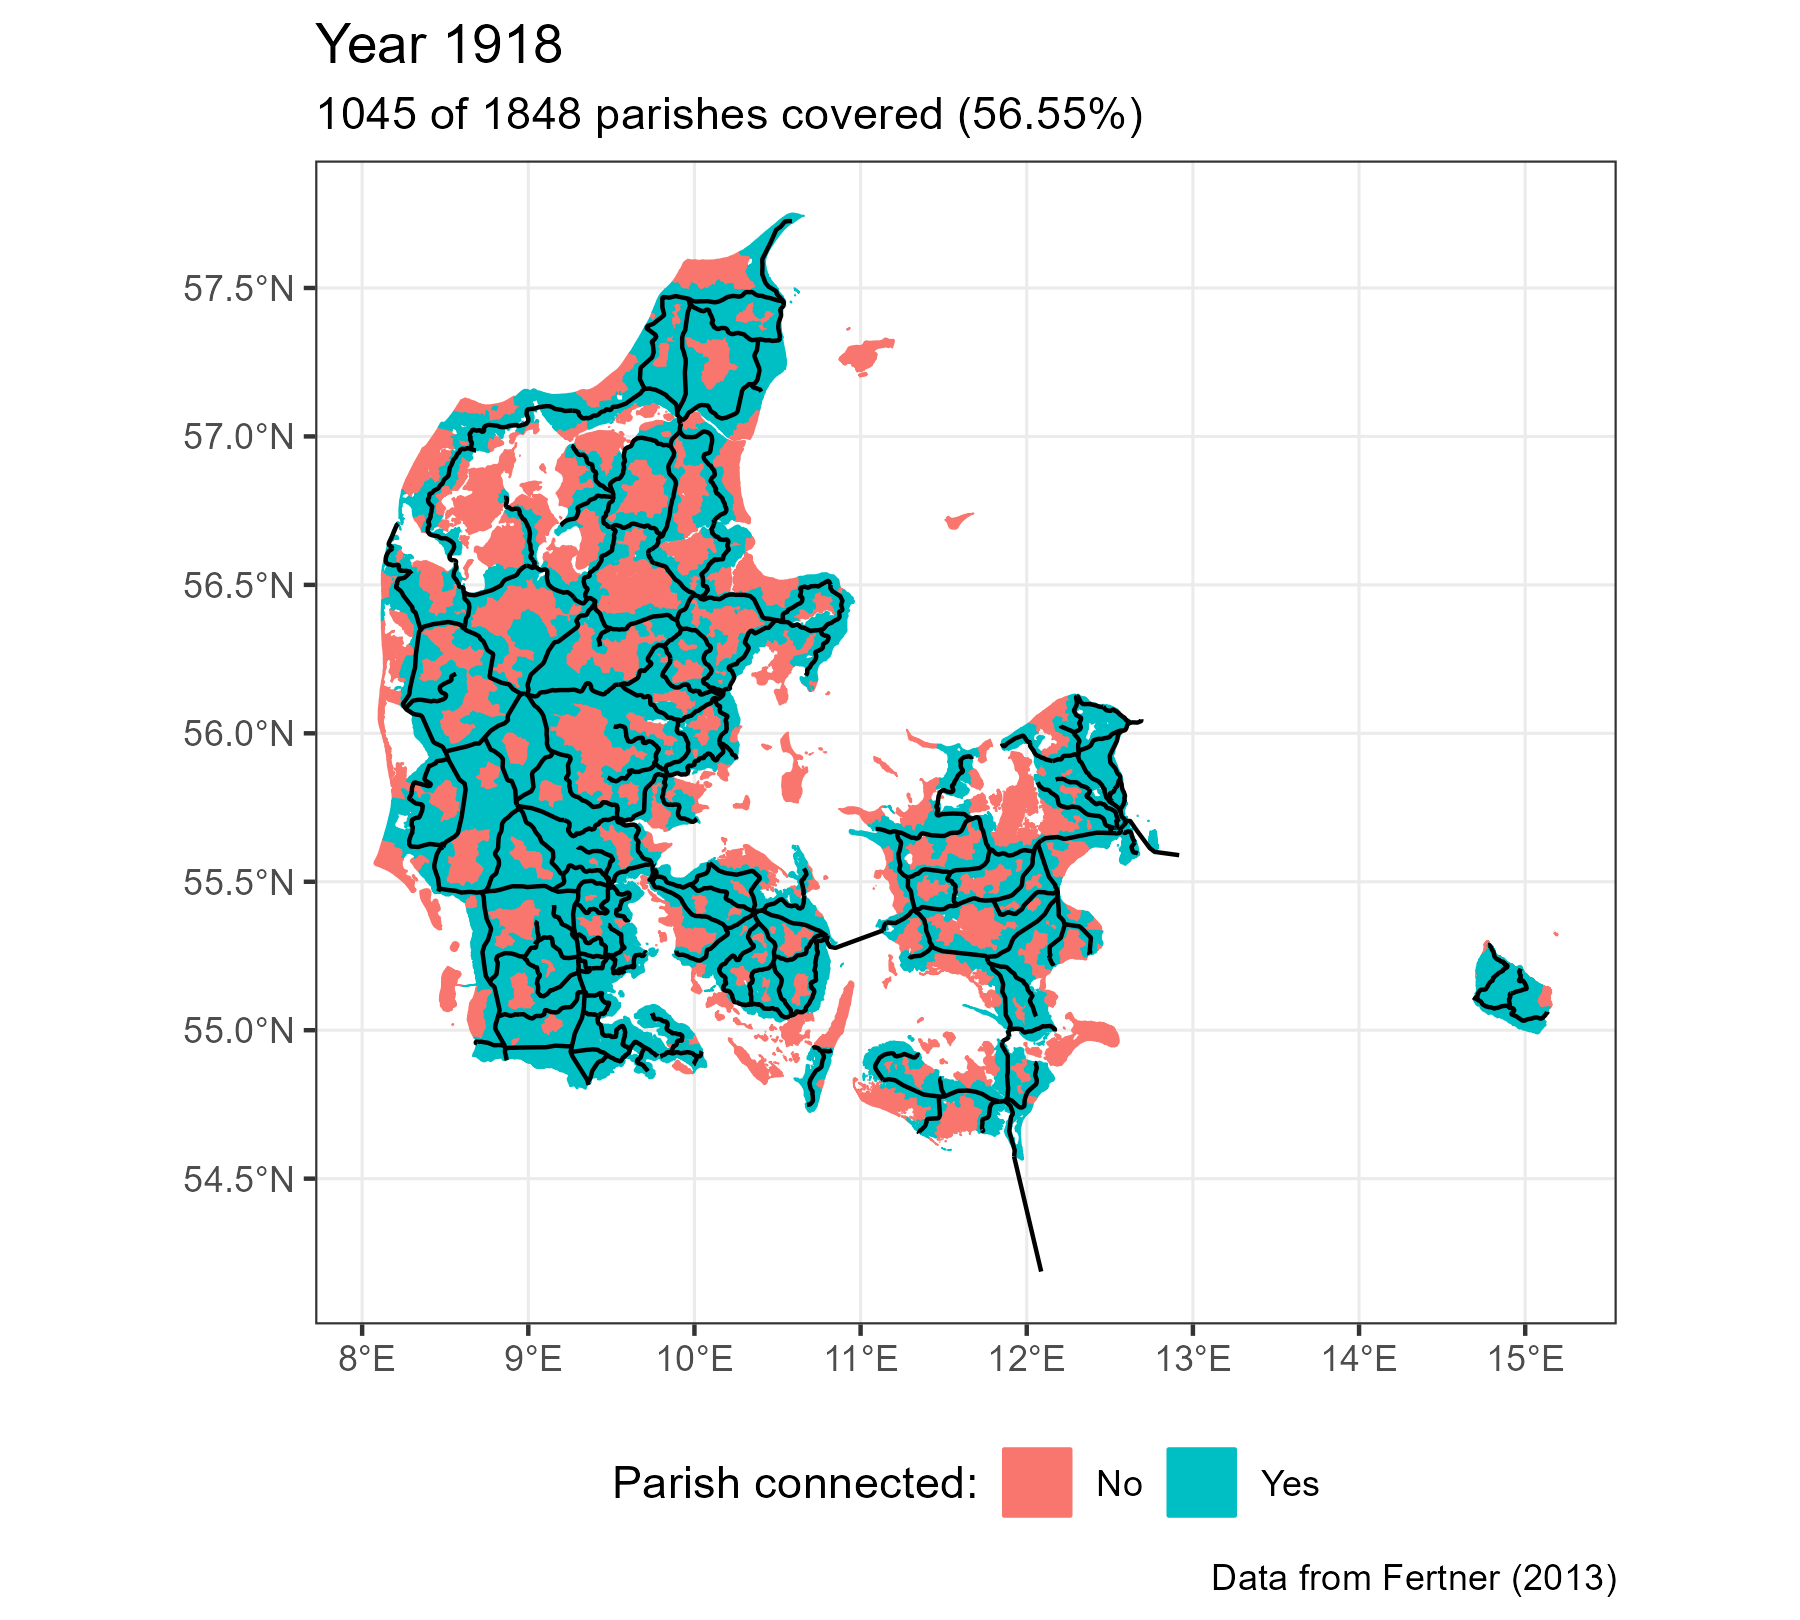 Year 1918
1045 of 1848 parishes covered (56.55%)
57.5°N
57.0°N
56.5°N
56.0°N
55.5°N
55.0°N
54.5°N
8°E 9°E 10°E 11°E 12°E 13°E 14°E 15°E
Parish connected: No Yes
Data from Fertner (2013)